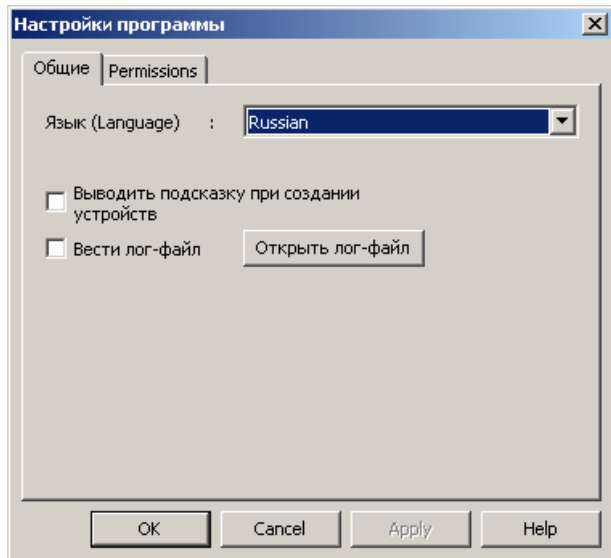 Настройки программы
Общие Permissions
Язык (Language) : Russian
Выводить подсказку при создании
устройств
Вести лог-файл Открыть лог-файл
OK Cancel Apply Help